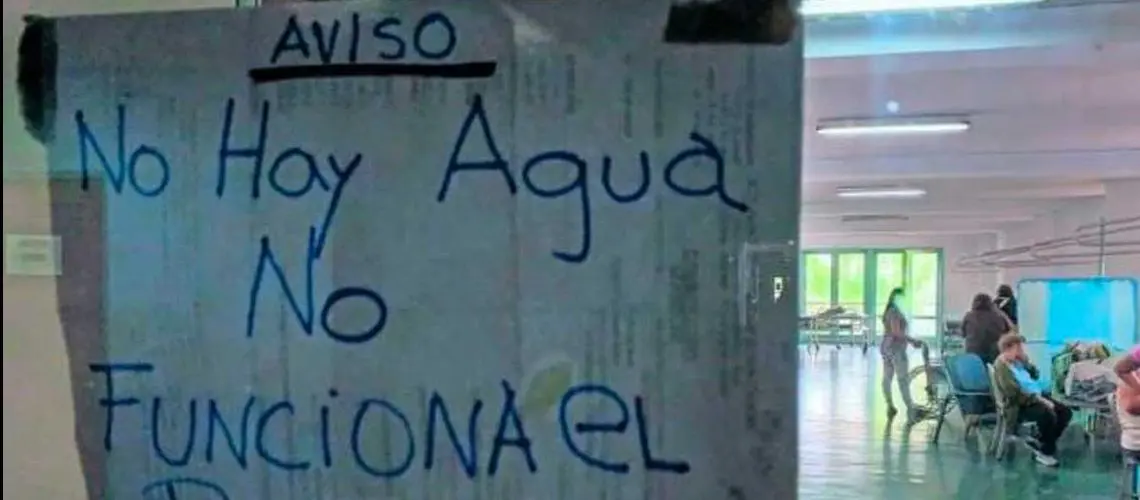 AVISO
No Hay Agua
No
FUNCiONA eL